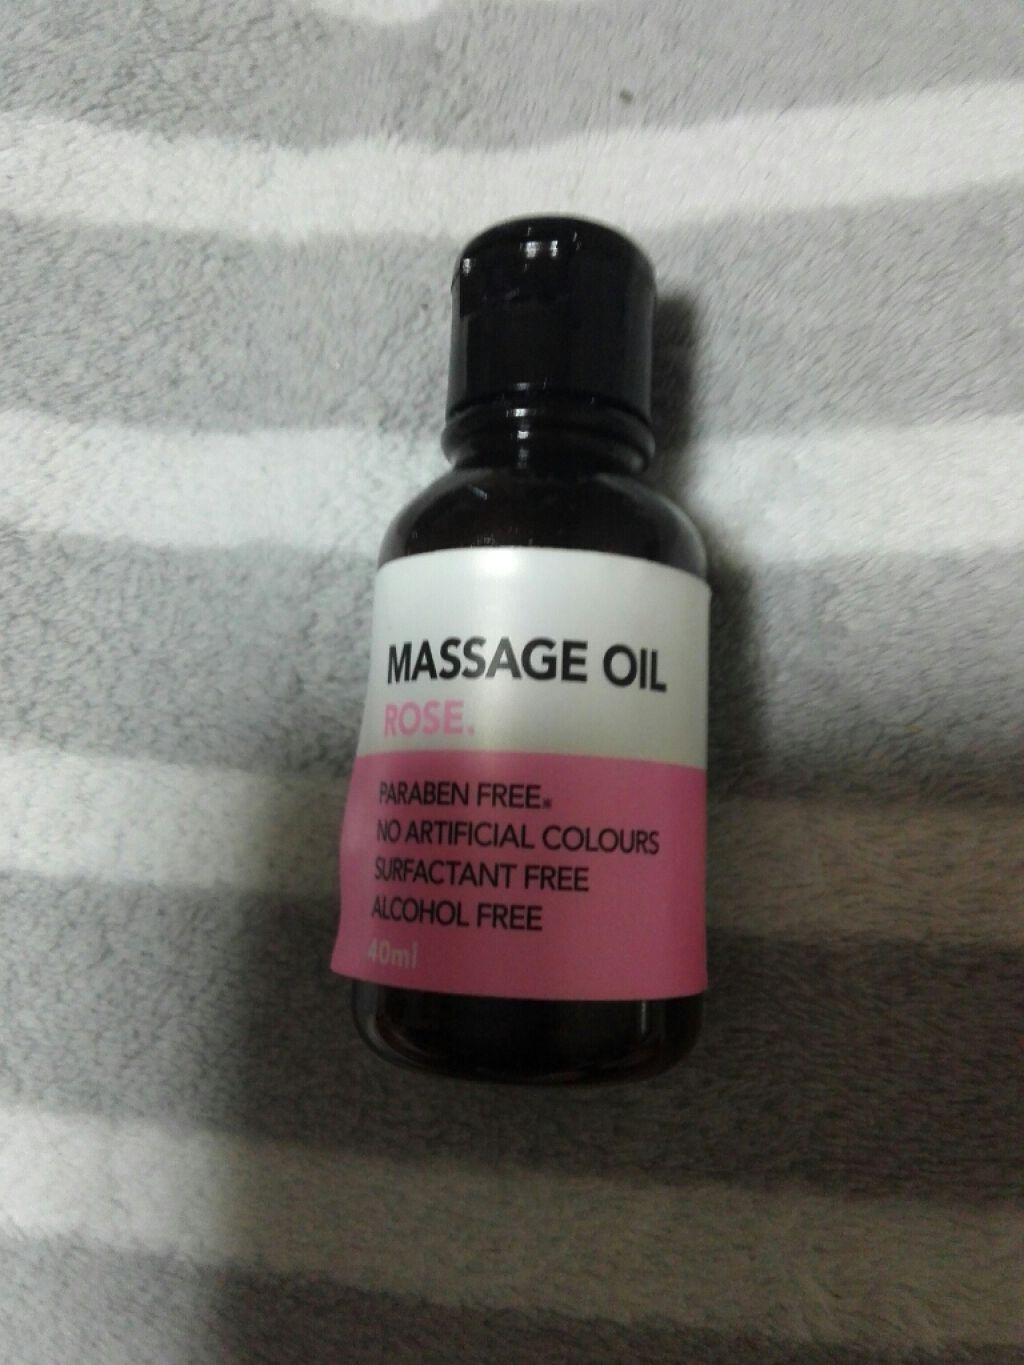 MASSAGE OIL
ROSE.
PARABEN FREE.
NO ARTIFICIAL COLOURS
SURFACTANT FREE
ALCOHOL FREE
40ml